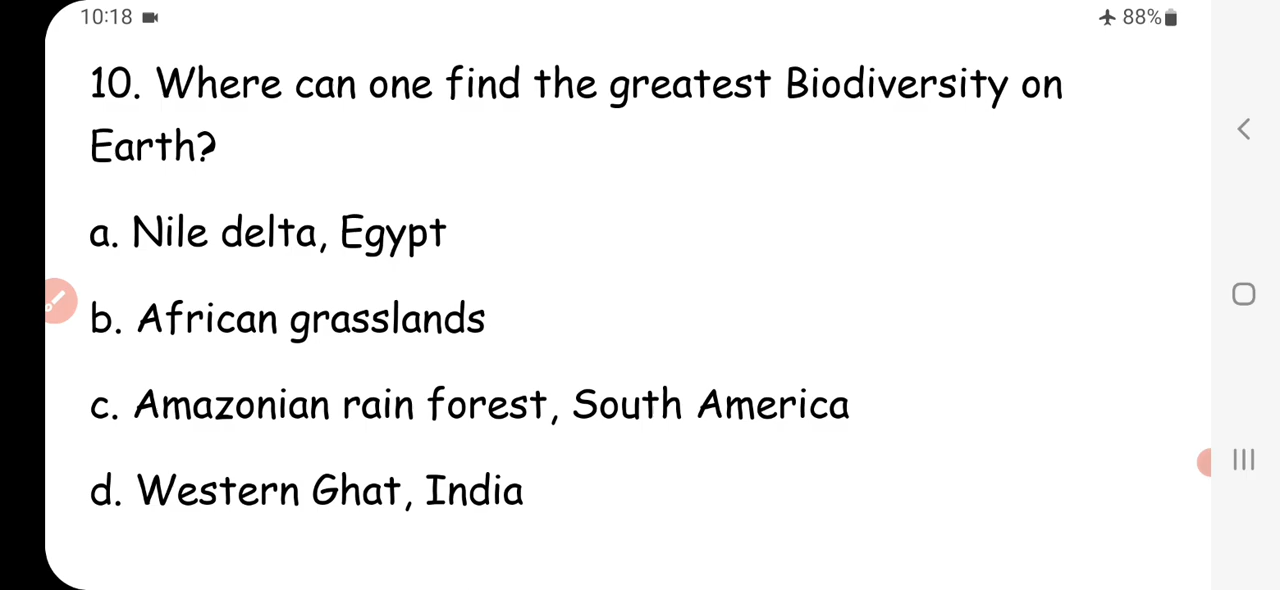 10:18
88%
10. Where can one find the greatest Biodiversity on
Earth?
a. Nile delta, Egypt
b. African grasslands
c. Amazonian rain forest, South America
d. Western Ghat, India